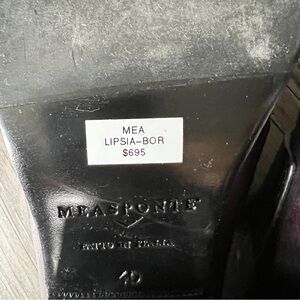 MEA
LIPSIA-BOR
$695
MEASPONTE
FATTO IN ITALIA
40